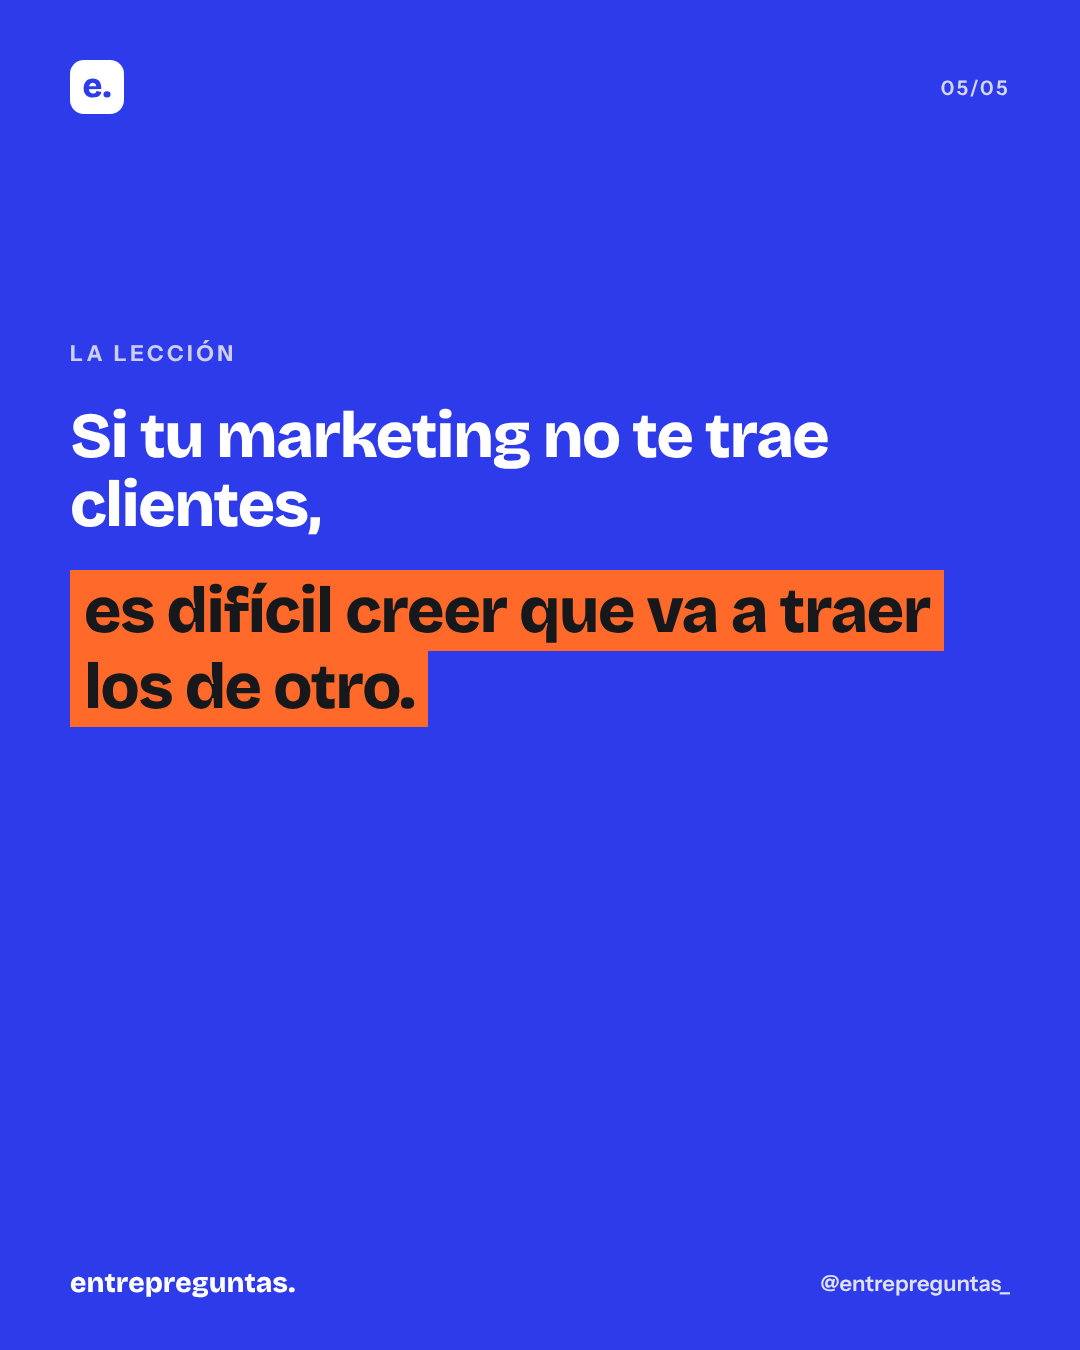 e.
05/05
LA LECCIÓN
Si tu marketing no te trae
clientes,
es difícil creer que va a traer
los de otro.
entrepreguntas.
@entrepreguntas_